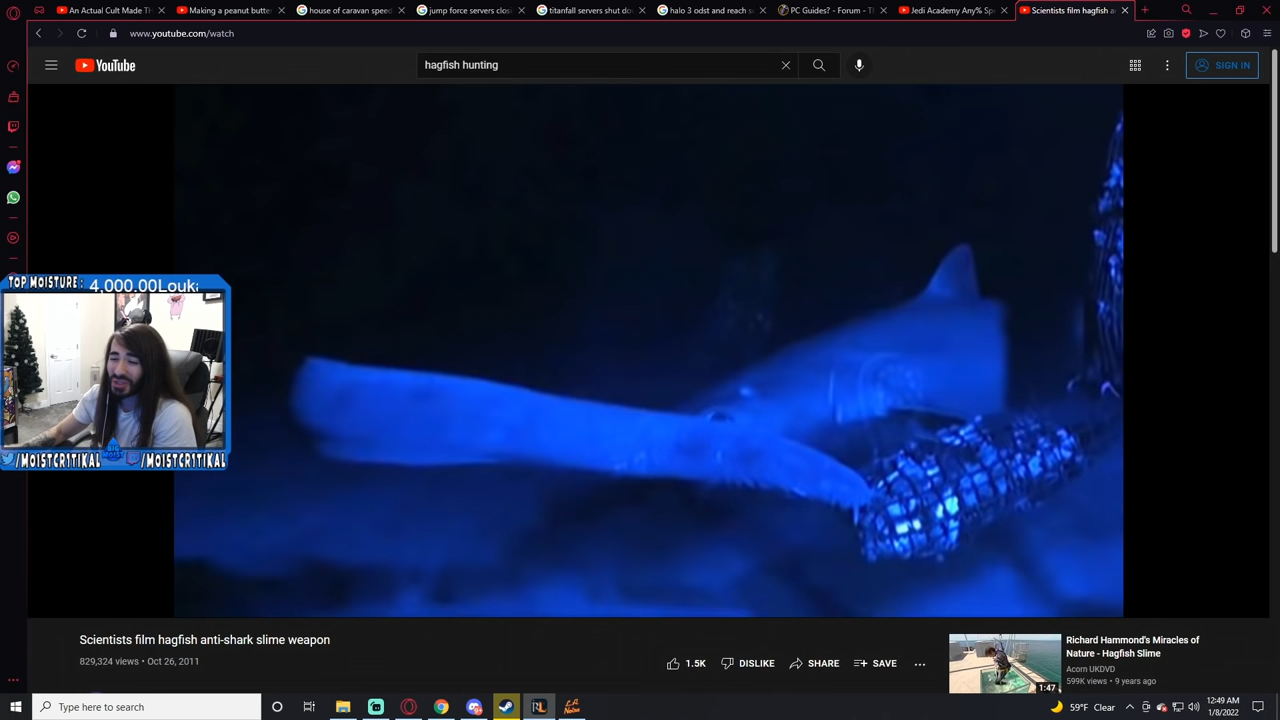 An Actual Cult Made Th
Making a peanut butte
house of caravan speed
jump force servers closi
titanfall servers shut do
halo 3 odst and reach s
PC Guides? - Forum - Th
Jedi Academy Any% Sp
Scientists film hagfish a
www.youtube.com/watch
YouTube
hagfish hunting
SIGN IN
TOP MOISTURE: 4,000.00Louk
/MOISTCR1TIKAL
/MOISTCR1TIKAL
Scientists film hagfish anti-shark slime weapon
829,324 views • Oct 26, 2011
1.5K
DISLIKE
SHARE
SAVE
Richard Hammond's Miracles of
Nature - Hagfish Slime
Acorn UKDVD
599K views • 9 years ago
1:47
Type here to search
59°F Clear
12:49 AM
1/8/2022